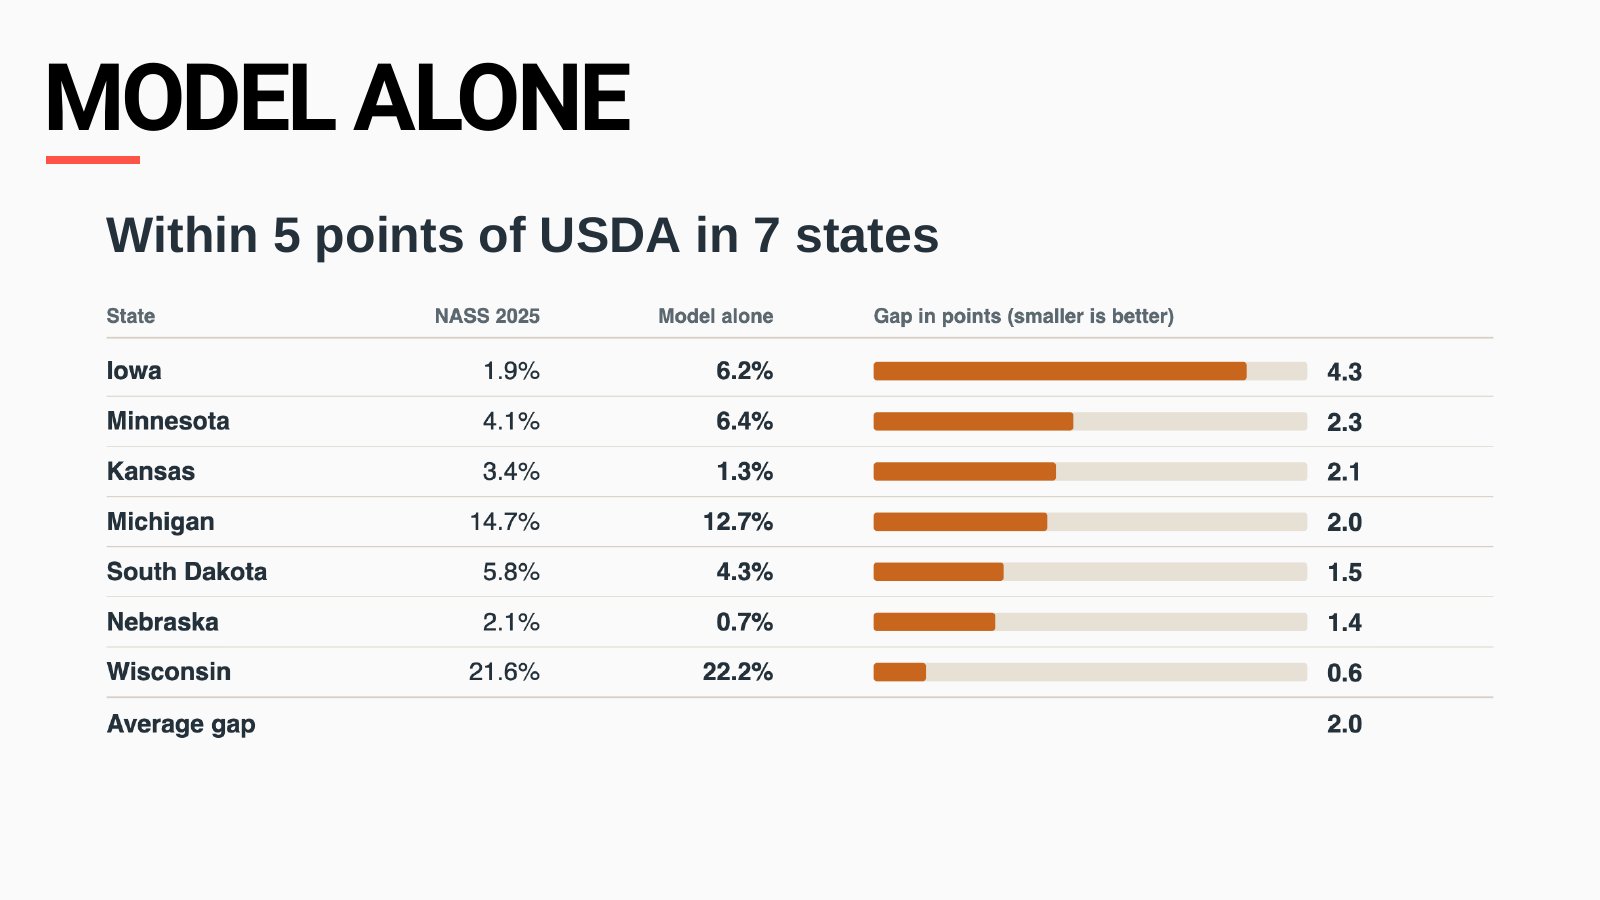 MODEL ALONE
Within 5 points of USDA in 7 states
State NASS 2025 Model alone Gap in points (smaller is better)
Iowa 1.9% 6.2% 4.3
Minnesota 4.1% 6.4% 2.3
Kansas 3.4% 1.3% 2.1
Michigan 14.7% 12.7% 2.0
South Dakota 5.8% 4.3% 1.5
Nebraska 2.1% 0.7% 1.4
Wisconsin 21.6% 22.2% 0.6
Average gap 2.0